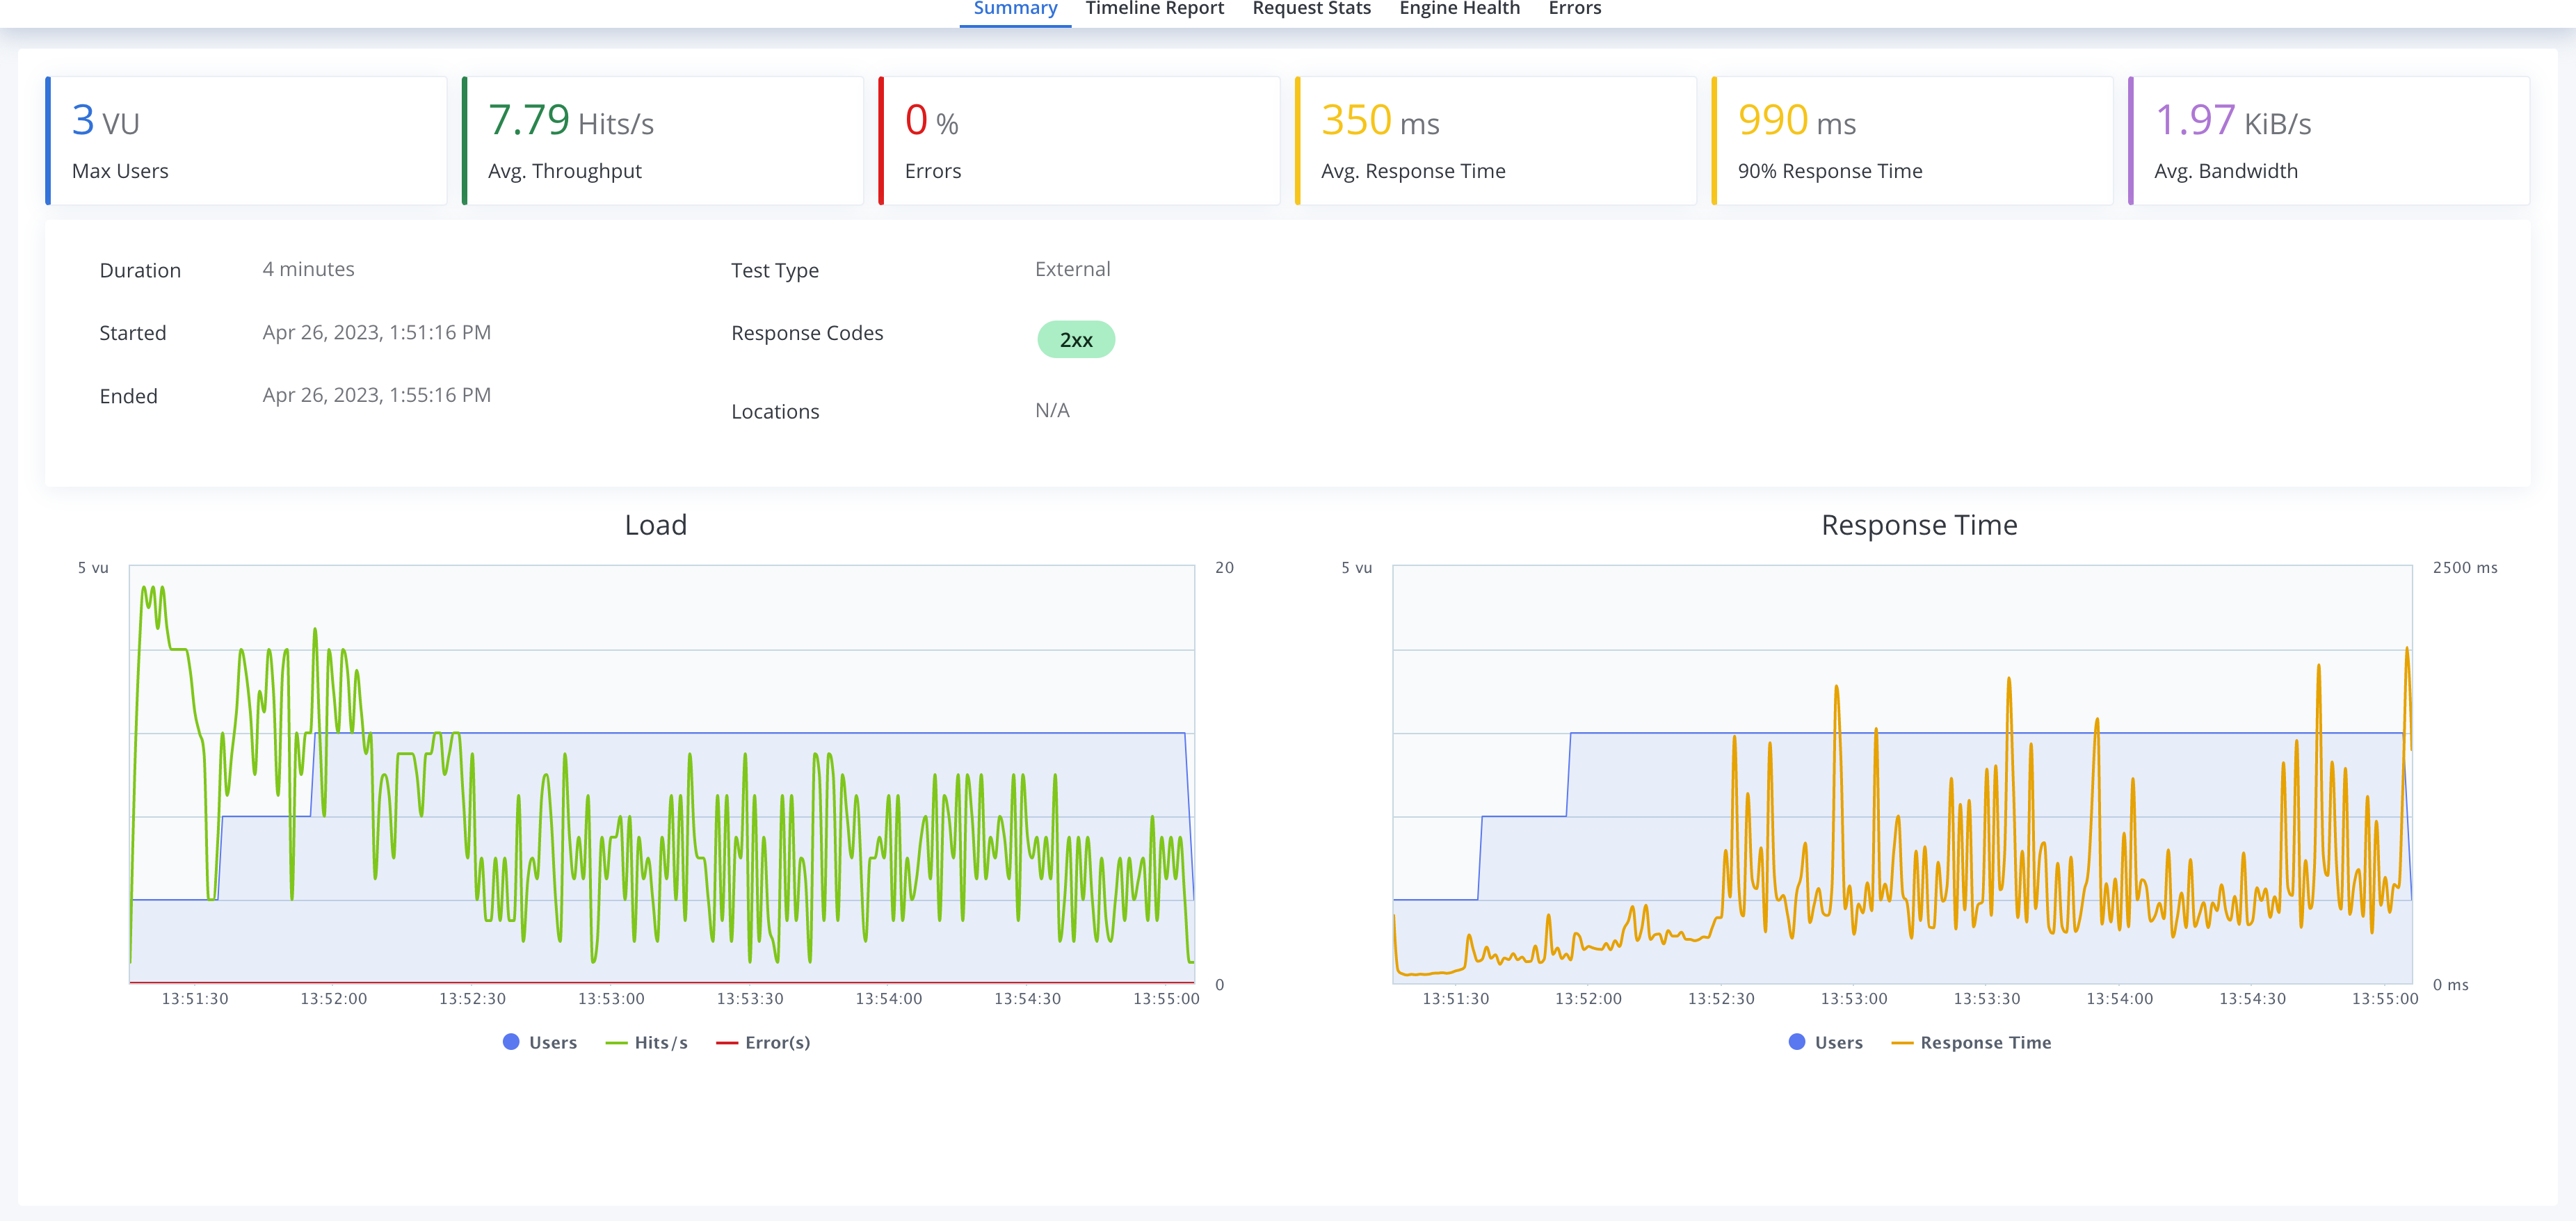 Summary Timeline Report Request Stats Engine Health Errors
3 VU
Max Users
7.79 Hits/s
Avg. Throughput
0 %
Errors
350 ms
Avg. Response Time
990 ms
90% Response Time
1.97 KiB/s
Avg. Bandwidth
Duration 4 minutes
Started Apr 26, 2023, 1:51:16 PM
Ended Apr 26, 2023, 1:55:16 PM
Test Type External
Response Codes 2xx
Locations N/A
Load
5 vu 20
0
13:51:30 13:52:00 13:52:30 13:53:00 13:53:30 13:54:00 13:54:30 13:55:00
Users Hits/s Error(s)
Response Time
5 vu 2500 ms
0 ms
13:51:30 13:52:00 13:52:30 13:53:00 13:53:30 13:54:00 13:54:30 13:55:00
Users Response Time